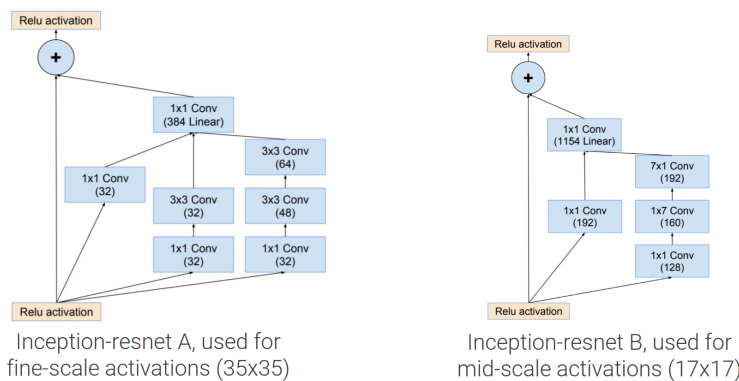 Relu activation
+
1x1 Conv
(384 Linear)
3x3 Conv
(64)
1x1 Conv
(32)
3x3 Conv
(32)
3x3 Conv
(48)
1x1 Conv
(32)
1x1 Conv
(32)
Relu activation
Inception-resnet A, used for
fine-scale activations (35x35)
Relu activation
+
1x1 Conv
(1154 Linear)
7x1 Conv
(192)
1x1 Conv
(192)
1x7 Conv
(160)
1x1 Conv
(128)
Relu activation
Inception-resnet B, used for
mid-scale activations (17x17)